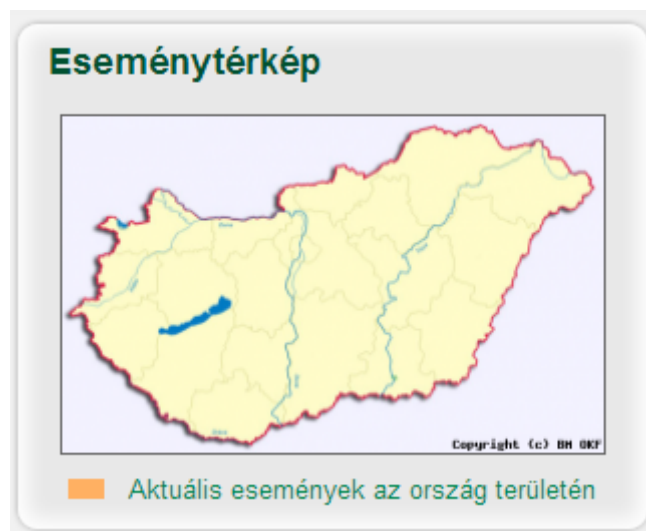 Eseménytérkép
Copyright (c) BM OKF
Aktuális események az ország területén